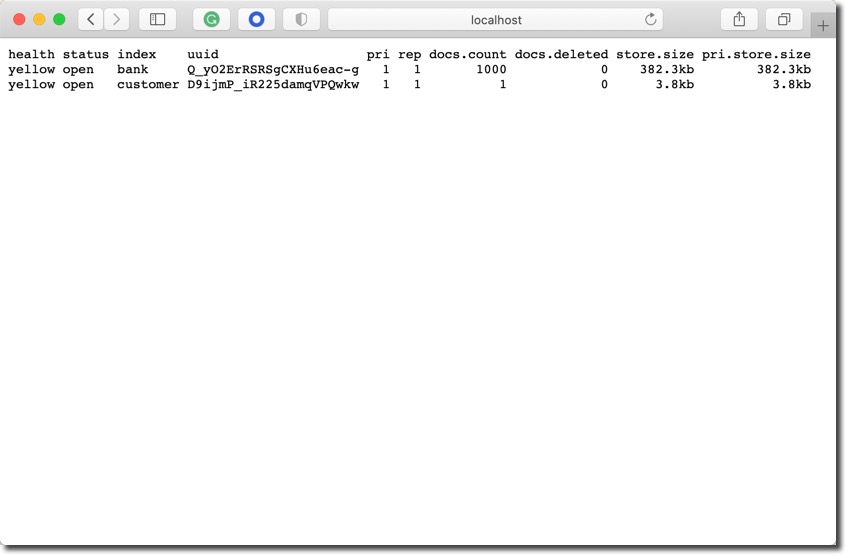 localhost
health status index    uuid                   pri rep docs.count docs.deleted store.size pri.store.size
yellow open   bank     Q_yO2ErRSRSgCXHu6eac-g   1   1       1000            0    382.3kb        382.3kb
yellow open   customer D9ijmP_iR225damqVPQwkw   1   1          1            0      3.8kb          3.8kb